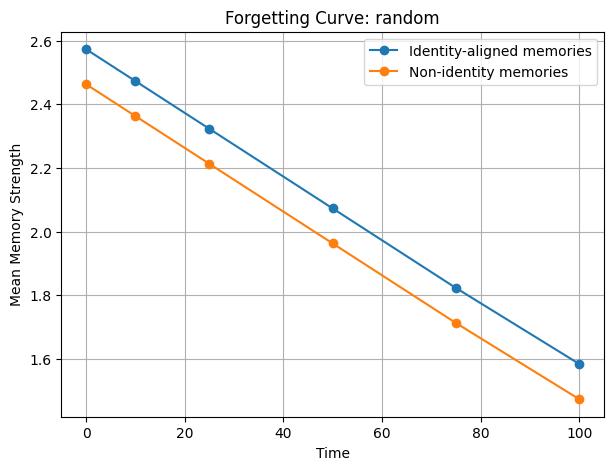 Forgetting Curve: random
Identity-aligned memories
Non-identity memories
Mean Memory Strength
2.6
2.4
2.2
2.0
1.8
1.6
0 20 40 60 80 100
Time